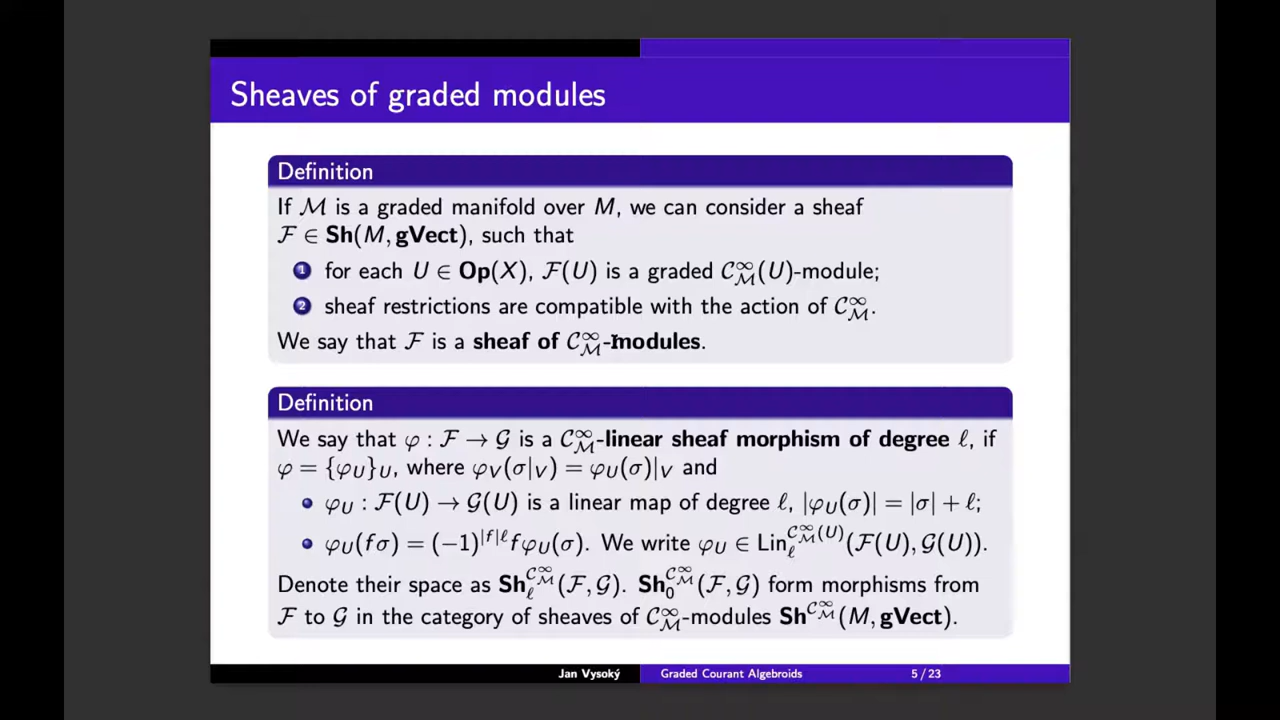 Sheaves of graded modules
Definition
If ℳ is a graded manifold over M, we can consider a sheaf
ℱ ∈ Sh(M, gVect), such that
1 for each U ∈ Op(X), ℱ(U) is a graded 𝒞^∞_ℳ(U)-module;
2 sheaf restrictions are compatible with the action of 𝒞^∞_ℳ.
We say that ℱ is a sheaf of 𝒞^∞_ℳ-modules.
Definition
We say that φ : ℱ → 𝒢 is a 𝒞^∞_ℳ-linear sheaf morphism of degree ℓ, if
φ = {φ_U}_U, where φ_V(σ|_V) = φ_U(σ)|_V and
• φ_U : ℱ(U) → 𝒢(U) is a linear map of degree ℓ, |φ_U(σ)| = |σ| + ℓ;
• φ_U(fσ) = (−1)^{|f|ℓ} fφ_U(σ). We write φ_U ∈ Lin_ℓ^{𝒞^∞_ℳ(U)}(ℱ(U), 𝒢(U)).
Denote their space as Sh_ℓ^{𝒞^∞_ℳ}(ℱ, 𝒢). Sh_0^{𝒞^∞_ℳ}(ℱ, 𝒢) form morphisms from
ℱ to 𝒢 in the category of sheaves of 𝒞^∞_ℳ-modules Sh^{𝒞^∞_ℳ}(M, gVect).
Jan Vysoký Graded Courant Algebroids 5 / 23